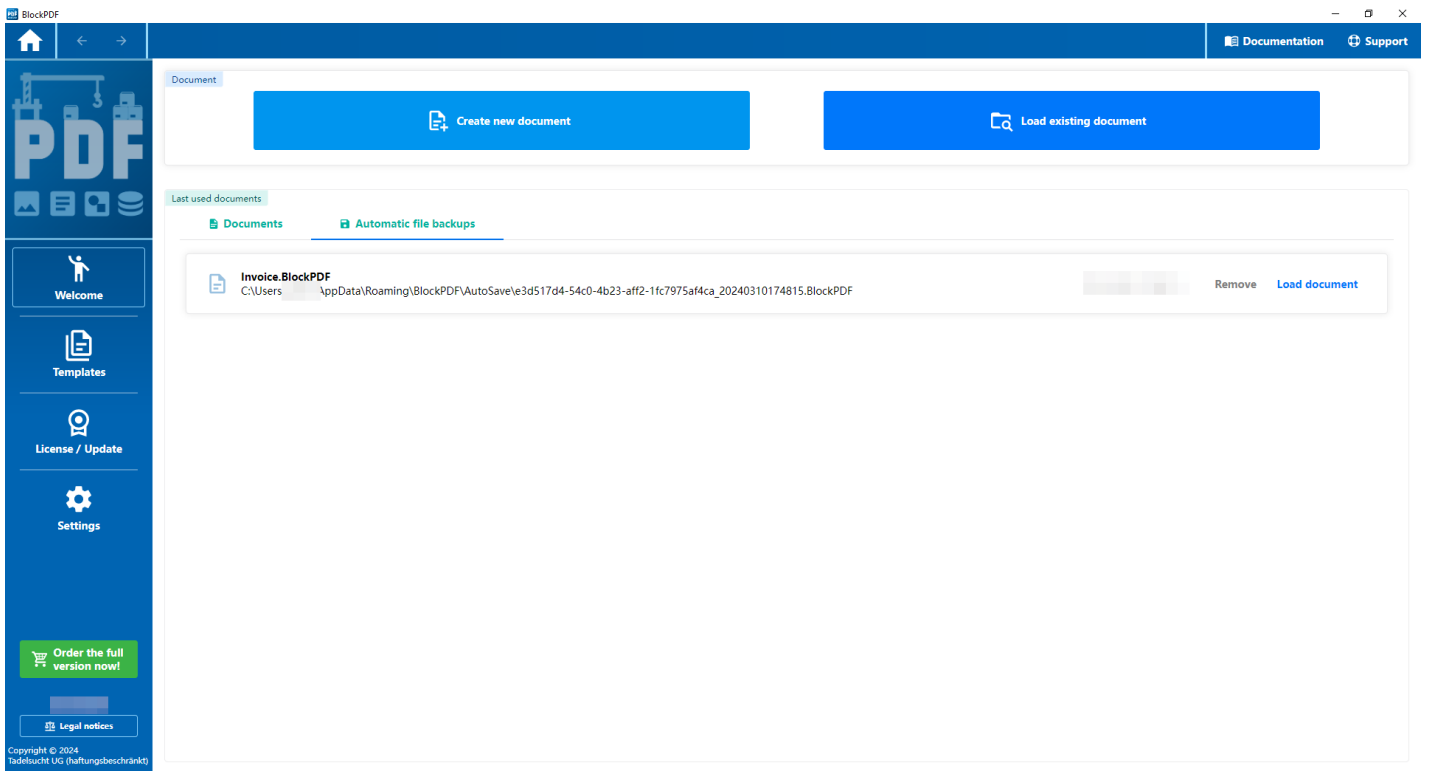 BlockPDF
Documentation
Support
PDF
Document
Create new document
Load existing document
Last used documents
Documents
Automatic file backups
Invoice.BlockPDF
C:\Users AppData\Roaming\BlockPDF\AutoSave\e3d517d4-54c0-4b23-aff2-1fc7975af4ca_20240310174815.BlockPDF
Remove
Load document
Welcome
Templates
License / Update
Settings
Order the full
version now!
Legal notices
Copyright © 2024
Tadelsucht UG (haftungsbeschränkt)